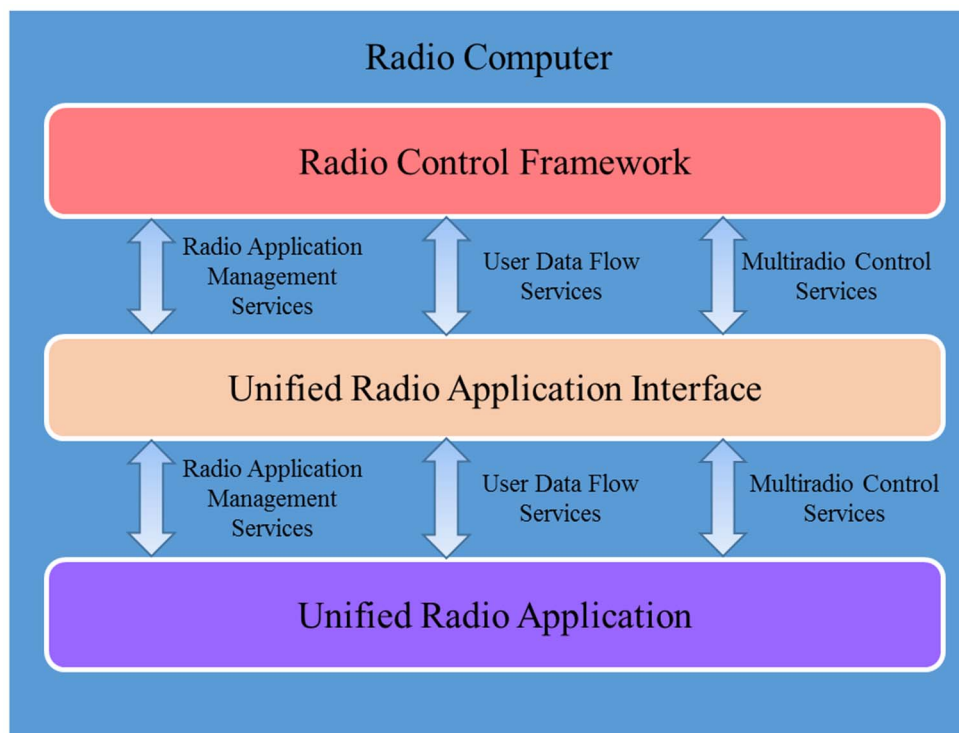 Radio Computer
Radio Control Framework
Radio Application
Management
Services
User Data Flow
Services
Multiradio Control
Services
Unified Radio Application Interface
Radio Application
Management
Services
User Data Flow
Services
Multiradio Control
Services
Unified Radio Application